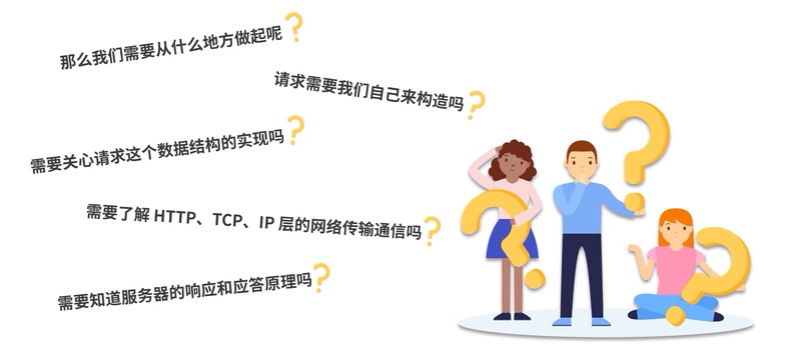 那么我们需要从什么地方做起呢?
请求需要我们自己来构造吗?
需要关心请求这个数据结构的实现吗?
需要了解 HTTP、TCP、IP 层的网络传输通信吗?
需要知道服务器的响应和应答原理吗?